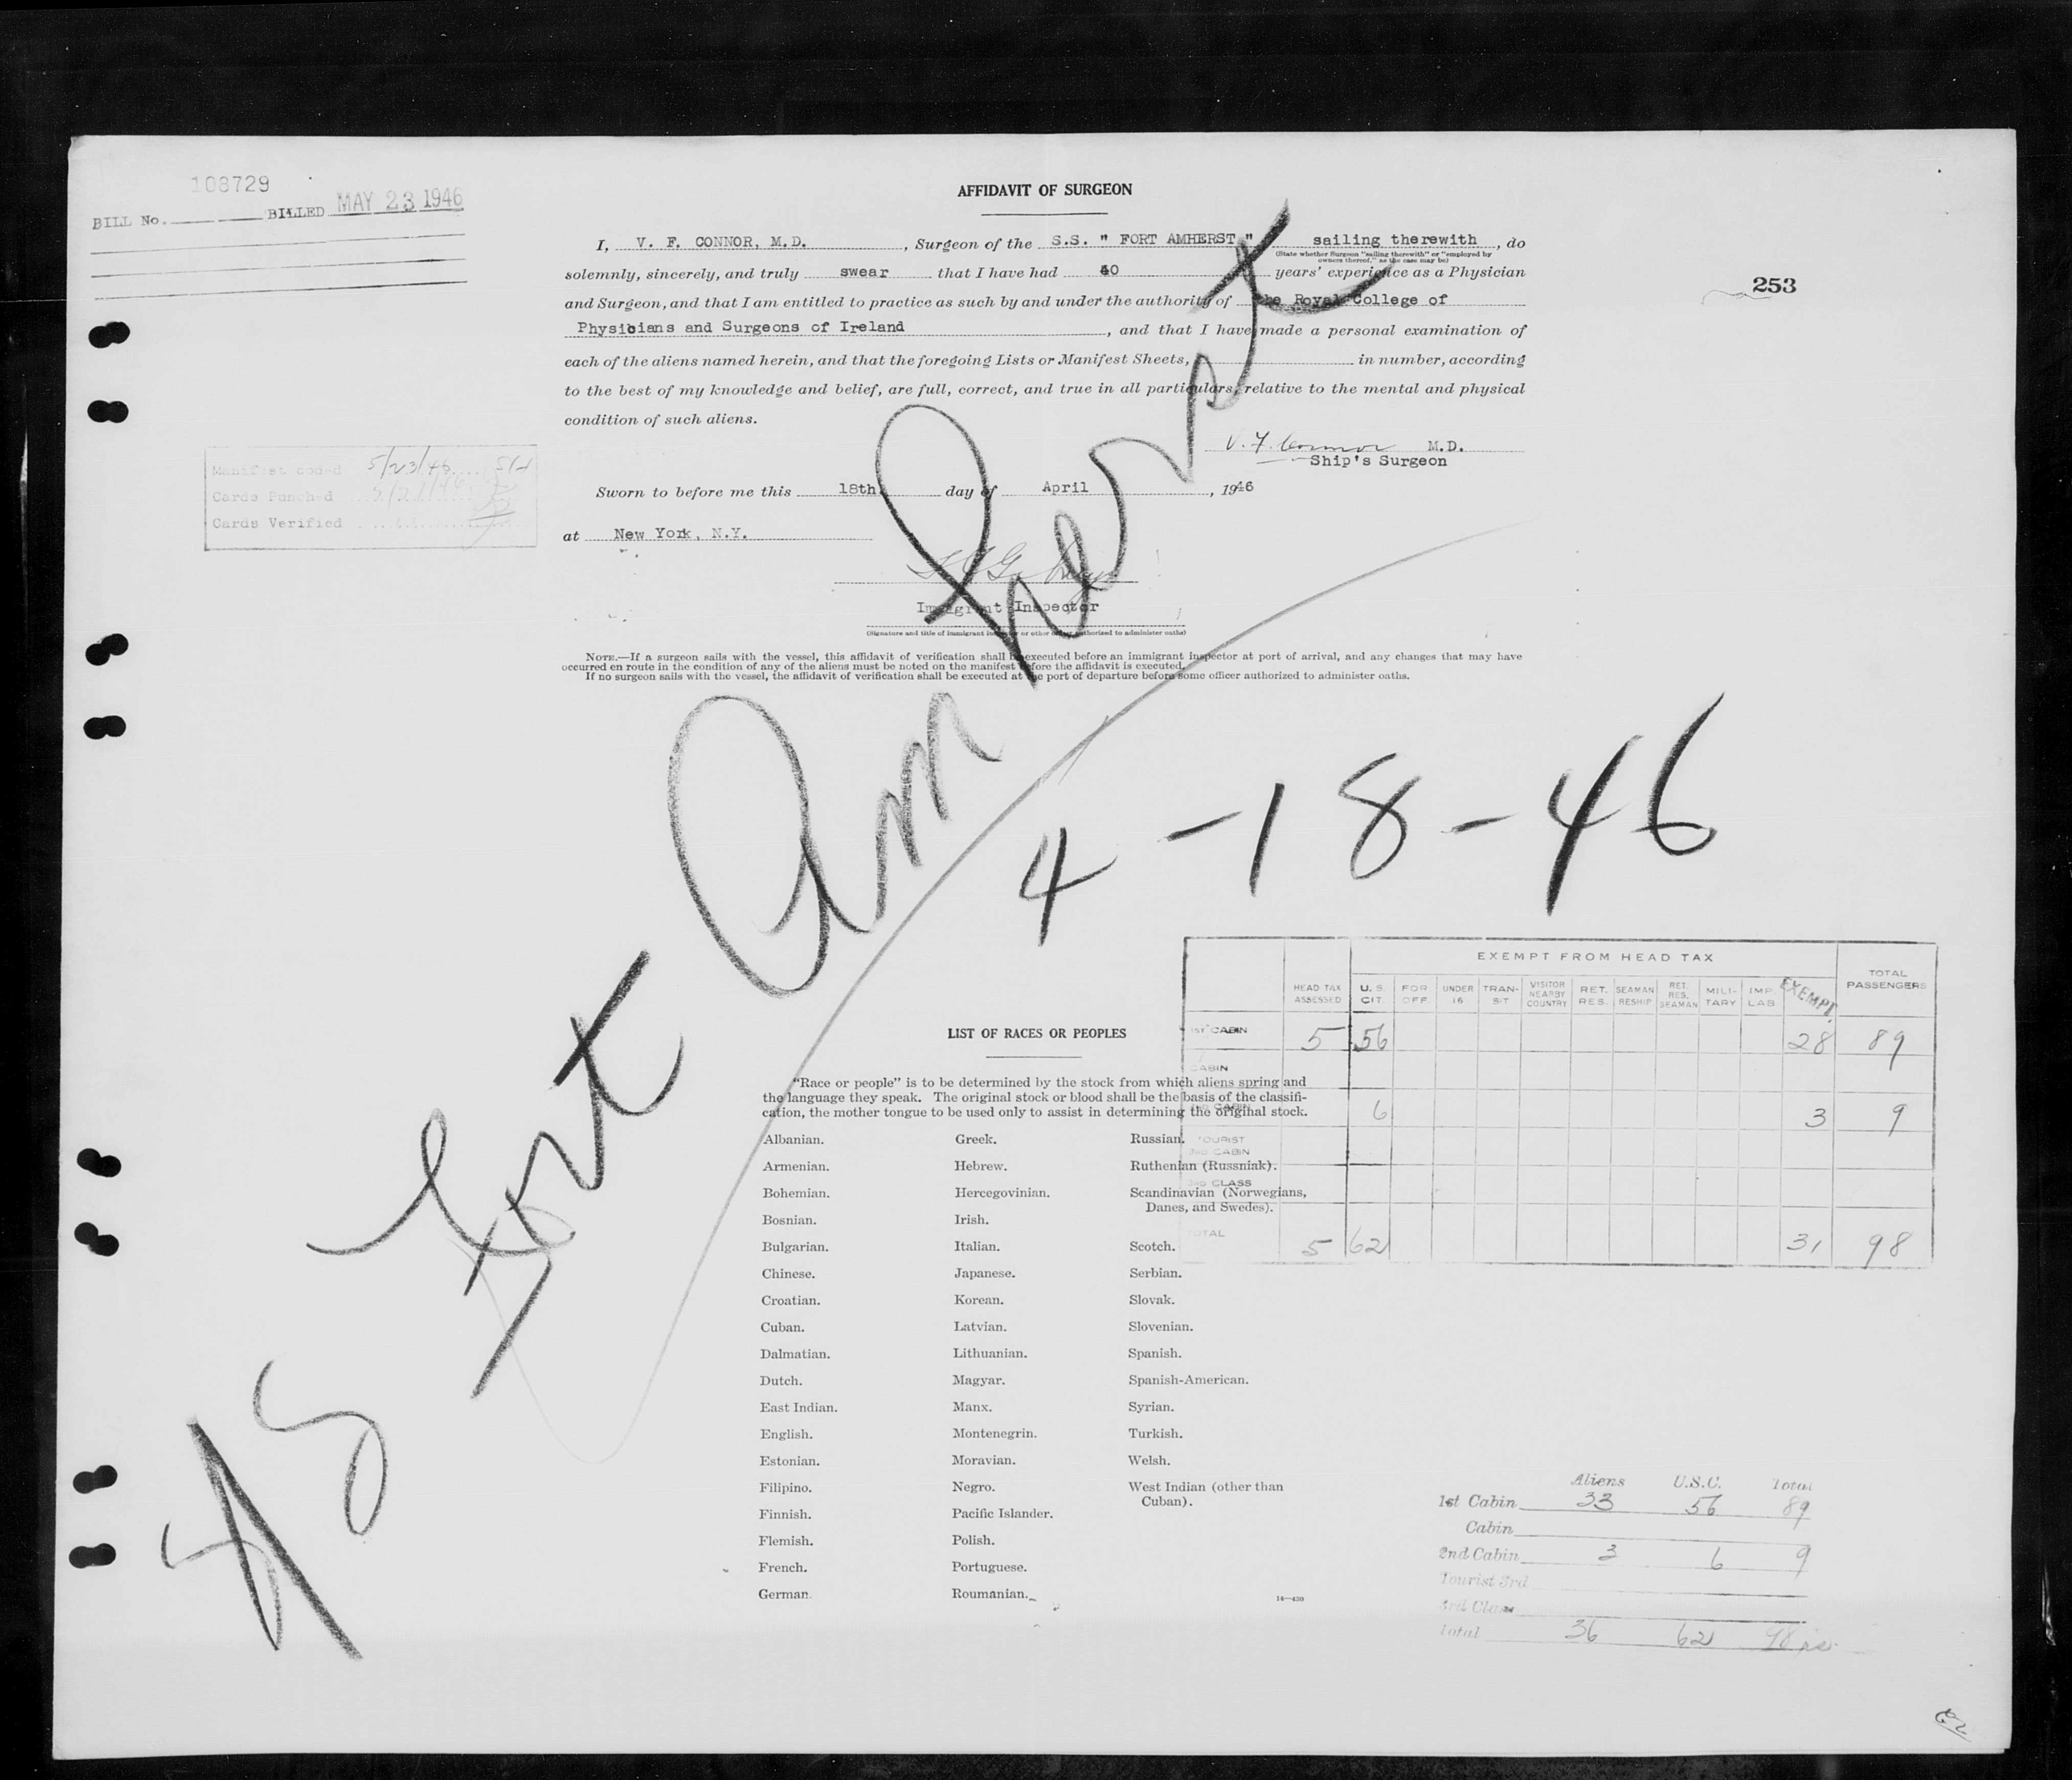 108729
BILL No. BILLED MAY 23 1946
AFFIDAVIT OF SURGEON
I, V. F. CONNOR, M.D. , Surgeon of the S.S. " FORT AMHERST " sailing therewith , do
(State whether Surgeon "sailing therewith" or "employed by
owners thereof," as the case may be)
solemnly, sincerely, and truly swear that I have had 40 years' experience as a Physician
and Surgeon, and that I am entitled to practice as such by and under the authority of the Royal College of
Physicians and Surgeons of Ireland , and that I have made a personal examination of
each of the aliens named herein, and that the foregoing Lists or Manifest Sheets, in number, according
to the best of my knowledge and belief, are full, correct, and true in all particulars, relative to the mental and physical
condition of such aliens.
253
V. F. Connor M.D.
Ship's Surgeon
Manifest coded 5/23/46
Cards Punched
Cards Verified
Sworn to before me this 18th day of April , 1946
at New York, N.Y.
Immigrant Inspector
(Signature and title of immigrant inspector or other officer authorized to administer oaths)
NOTE.—If a surgeon sails with the vessel, this affidavit of verification shall be executed before an immigrant inspector at port of arrival, and any changes that may have
occurred en route in the condition of any of the aliens must be noted on the manifest before the affidavit is executed.
If no surgeon sails with the vessel, the affidavit of verification shall be executed at the port of departure before some officer authorized to administer oaths.
SS Fort Amherst
4-18-46
EXEMPT FROM HEAD TAX
HEAD TAX ASSESSED U.S. CIT. FOR OFF. UNDER 16 TRAN-SIT VISITOR NEARBY COUNTRY RET. RES. SEAMAN RESHIP RET. RES. SEAMAN MILI-TARY IMP. LAB. EXEMPT. TOTAL PASSENGERS
1ST CABIN 5 56 28 89
CABIN
2ND CABIN 6 3 9
TOURIST
3RD CABIN
3RD CLASS
TOTAL 5 62 31 98
LIST OF RACES OR PEOPLES
"Race or people" is to be determined by the stock from which aliens spring and
the language they speak. The original stock or blood shall be the basis of the classifi-
cation, the mother tongue to be used only to assist in determining the original stock.
Albanian.
Armenian.
Bohemian.
Bosnian.
Bulgarian.
Chinese.
Croatian.
Cuban.
Dalmatian.
Dutch.
East Indian.
English.
Estonian.
Filipino.
Finnish.
Flemish.
French.
German.
Greek.
Hebrew.
Hercegovinian.
Irish.
Italian.
Japanese.
Korean.
Latvian.
Lithuanian.
Magyar.
Manx.
Montenegrin.
Moravian.
Negro.
Pacific Islander.
Polish.
Portuguese.
Roumanian.
Russian.
Ruthenian (Russniak).
Scandinavian (Norwegians,
Danes, and Swedes).
Scotch.
Serbian.
Slovak.
Slovenian.
Spanish.
Spanish-American.
Syrian.
Turkish.
Welsh.
West Indian (other than
Cuban).
14—430
Aliens U.S.C. Total
1st Cabin 33 56 89
Cabin
2nd Cabin 3 6 9
Tourist 3rd
3rd Class
Total 36 62 98